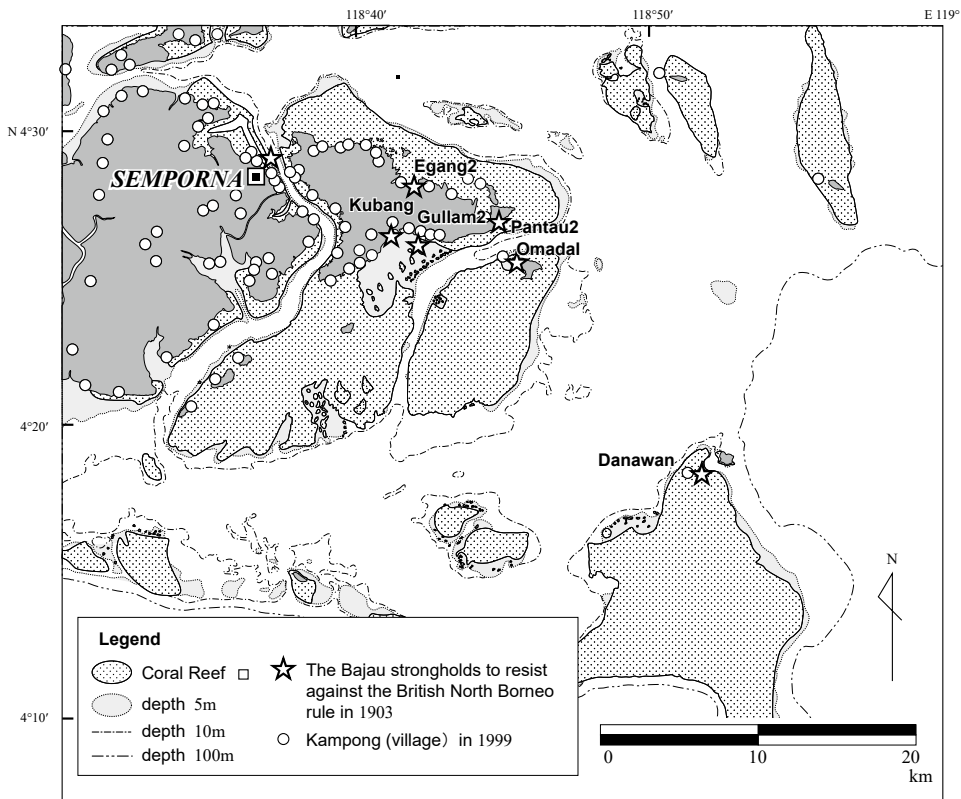 118°40′
118°50′
E 119°
N 4°30′
Egang2
SEMPORNA
Kubang
Gullam2
Pantau2
Omadal
4°20′
Danawan
N
Legend
Coral Reef
The Bajau strongholds to resist
against the British North Borneo
rule in 1903
depth 5m
depth 10m
Kampong (village）in 1999
depth 100m
4°10′
0 10 20
km